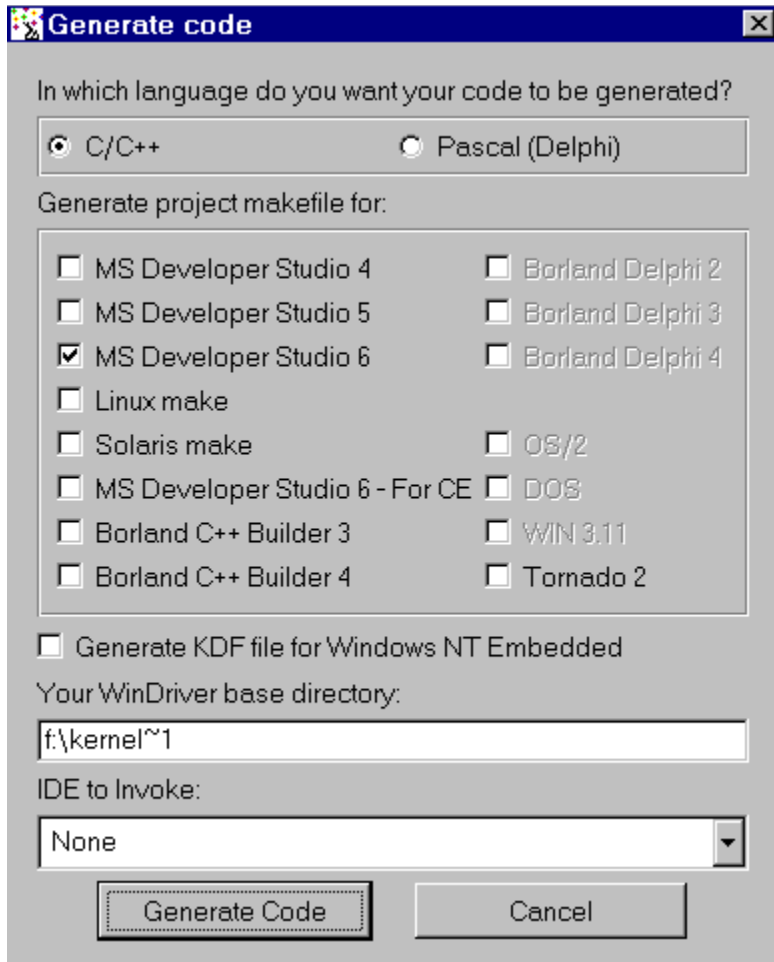 Generate code
In which language do you want your code to be generated?
C/C++ Pascal (Delphi)
Generate project makefile for:
MS Developer Studio 4 Borland Delphi 2
MS Developer Studio 5 Borland Delphi 3
MS Developer Studio 6 Borland Delphi 4
Linux make
Solaris make OS/2
MS Developer Studio 6 - For CE DOS
Borland C++ Builder 3 WIN 3.11
Borland C++ Builder 4 Tornado 2
Generate KDF file for Windows NT Embedded
Your WinDriver base directory:
f:\kernel~1
IDE to Invoke:
None
Generate Code Cancel